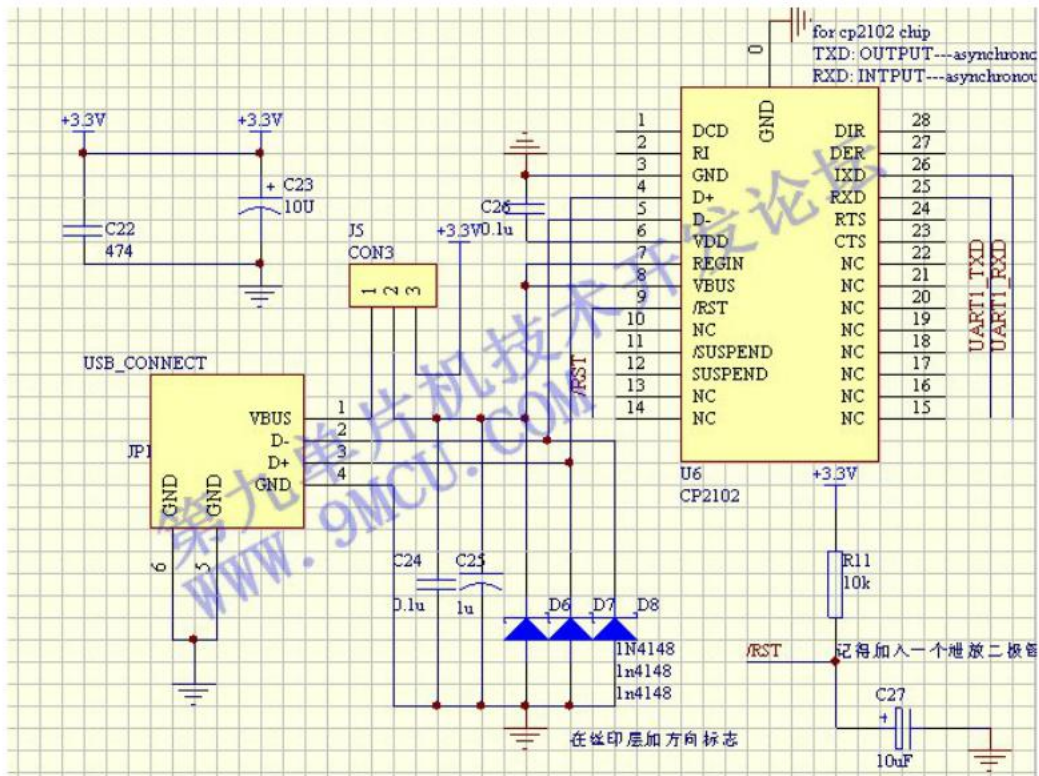 for cp2102 chip
TXD: OUTPUT---asynchronc
RXD: INTPUT---asynchronou
0
GND
1 DCD DIR 28
2 RI DER 27
3 GND IXD 26
4 D+ RXD 25
5 D- RTS 24
6 VDD CTS 23
7 REGIN NC 22
8 VBUS NC 21
9 /RST NC 20
10 NC NC 19
11 /SUSPEND NC 18
12 SUSPEND NC 17
13 NC NC 16
14 NC NC 15
U6
CP2102
UART1_TXD
UART1_RXD
+3.3V
+3.3V
C23
10U
C22
474
J5
CON3
1 2 3
+3.3V
C26
0.1u
/RST
USB_CONNECT
VBUS 1
D- 2
D+ 3
GND 4
JP1
GND GND
6 5
C24
0.1u
C25
1u
D6 D7 D8
1N4148
1n4148
1n4148
在丝印层加方向标志
+3.3V
R11
10k
/RST
记得加入一个泄放二极管
C27
+
10uF
第九单片机技术开发论坛
WWW.9MCU.COM